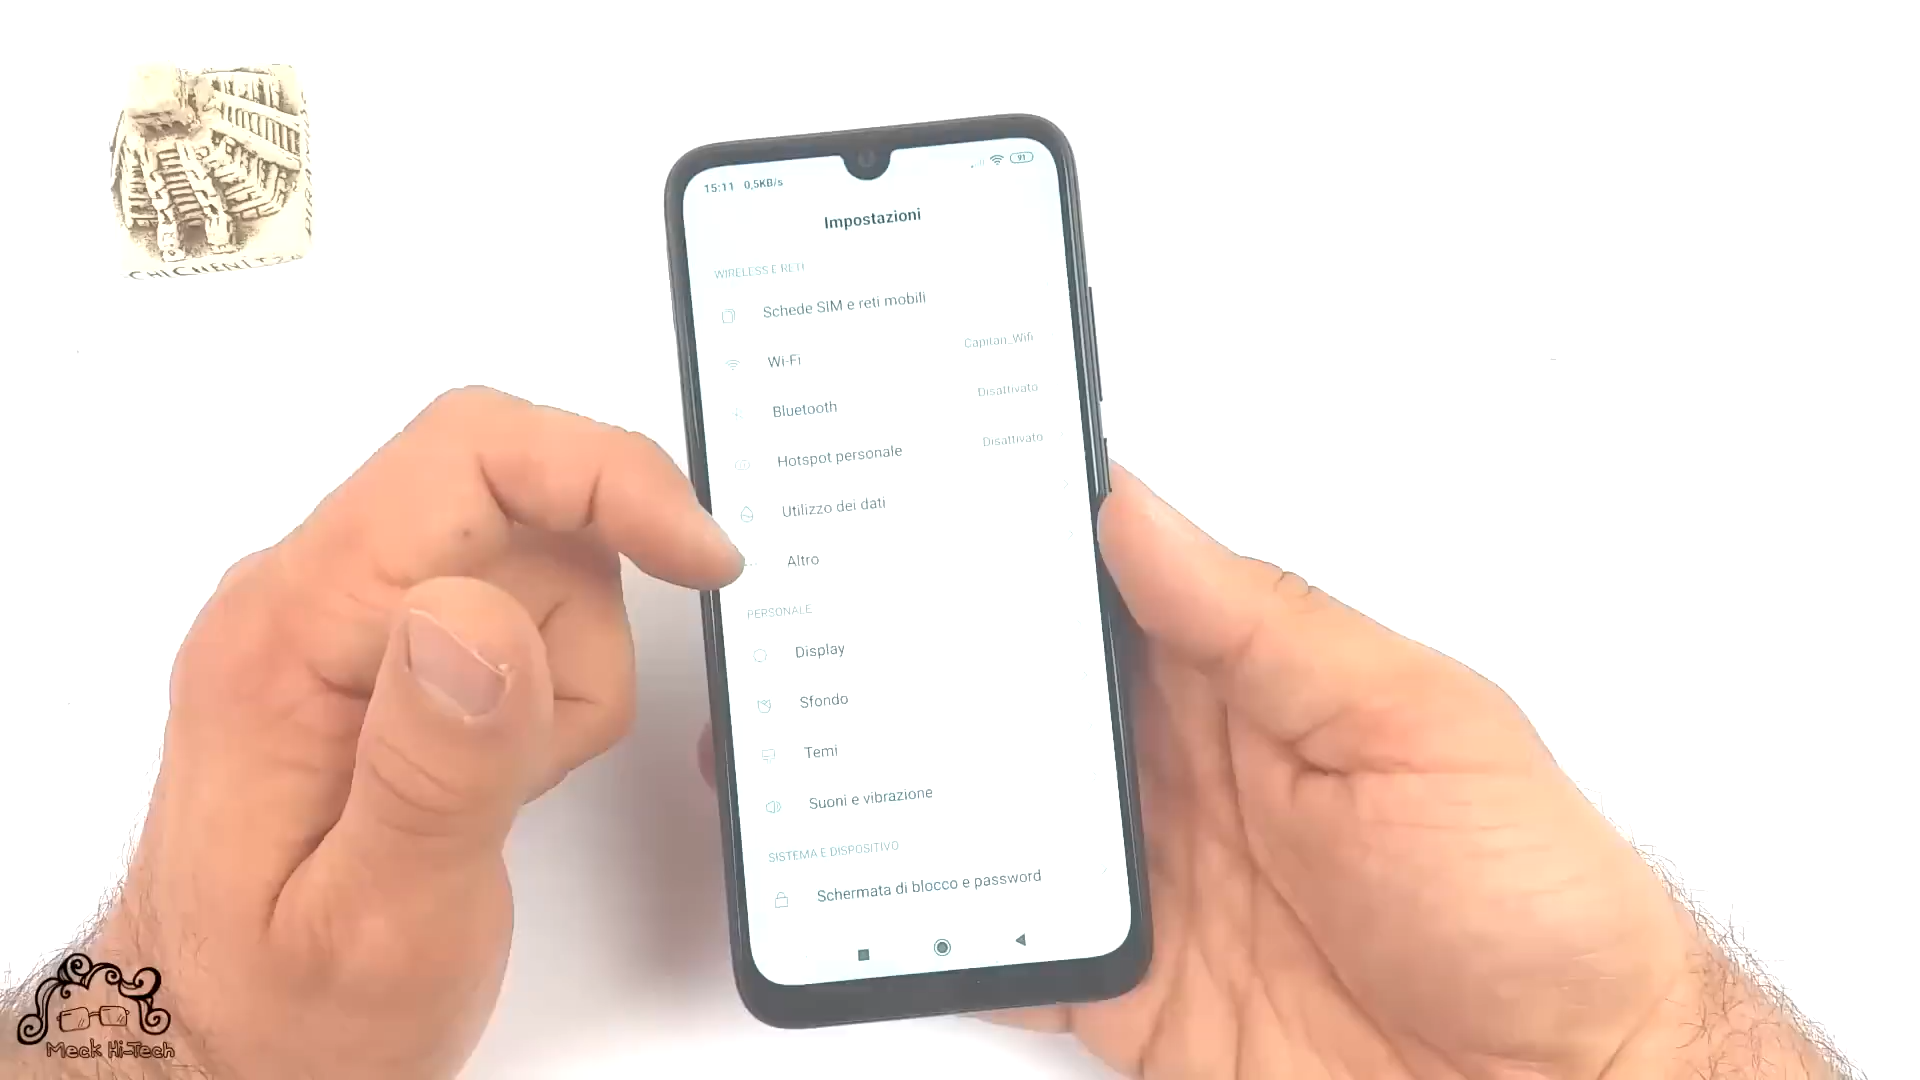 CHICHENITZA
15:11 0,5KB/s
91
Impostazioni
WIRELESS E RETI
Schede SIM e reti mobili
Wi-Fi Capitan_Wifi
Bluetooth Disattivato
Hotspot personale Disattivato
Utilizzo dei dati
Altro
PERSONALE
Display
Sfondo
Temi
Suoni e vibrazione
SISTEMA E DISPOSITIVO
Schermata di blocco e password
Meck Hi-Tech